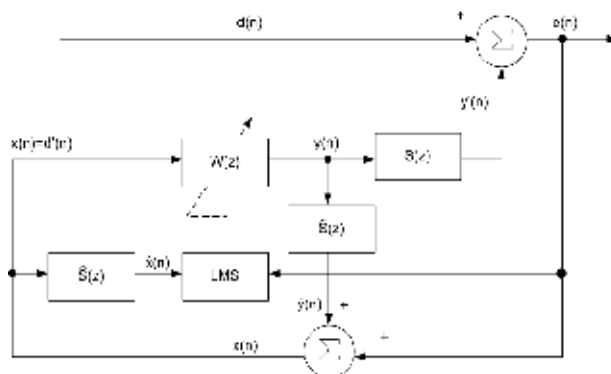 d(n)
+
Σ
e(n)
y'(n)
x(n)=d'(n)
W(z)
y(n)
S(z)
Ŝ(z)
Ŝ(z)
x̂(n)
LMS
ŷ(n)
+
+
x(n)
Σ